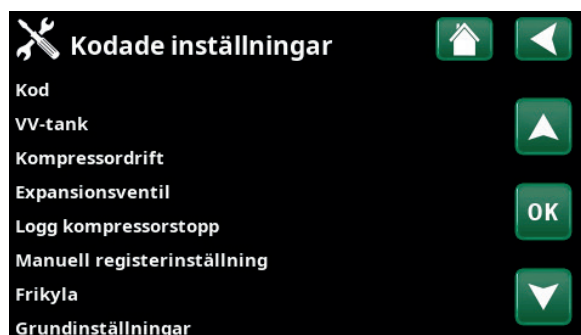 Kodade inställningar
Kod
VV-tank
Kompressordrift
Expansionsventil
OK
Logg kompressorstopp
Manuell registerinställning
Frikyla
Grundinställningar